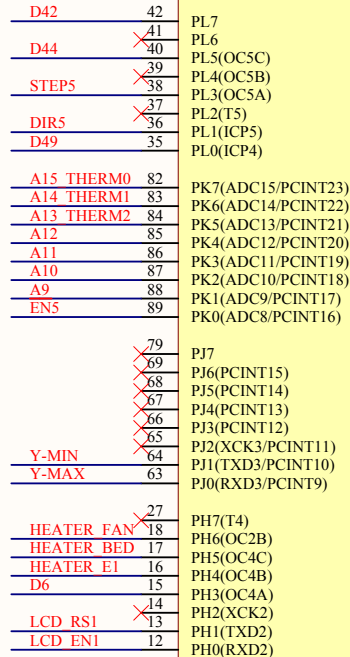 D42 42 PL7
41 PL6
D44 40 PL5(OC5C)
39 PL4(OC5B)
STEP5 38 PL3(OC5A)
37 PL2(T5)
DIR5 36 PL1(ICP5)
D49 35 PL0(ICP4)
A15_THERM0 82 PK7(ADC15/PCINT23)
A14_THERM1 83 PK6(ADC14/PCINT22)
A13_THERM2 84 PK5(ADC13/PCINT21)
A12 85 PK4(ADC12/PCINT20)
A11 86 PK3(ADC11/PCINT19)
A10 87 PK2(ADC10/PCINT18)
A9 88 PK1(ADC9/PCINT17)
EN5 89 PK0(ADC8/PCINT16)
79 PJ7
69 PJ6(PCINT15)
68 PJ5(PCINT14)
67 PJ4(PCINT13)
66 PJ3(PCINT12)
65 PJ2(XCK3/PCINT11)
Y-MIN 64 PJ1(TXD3/PCINT10)
Y-MAX 63 PJ0(RXD3/PCINT9)
27 PH7(T4)
HEATER_FAN 18 PH6(OC2B)
HEATER_BED 17 PH5(OC4C)
HEATER_E1 16 PH4(OC4B)
D6 15 PH3(OC4A)
14 PH2(XCK2)
LCD_RS1 13 PH1(TXD2)
LCD_EN1 12 PH0(RXD2)